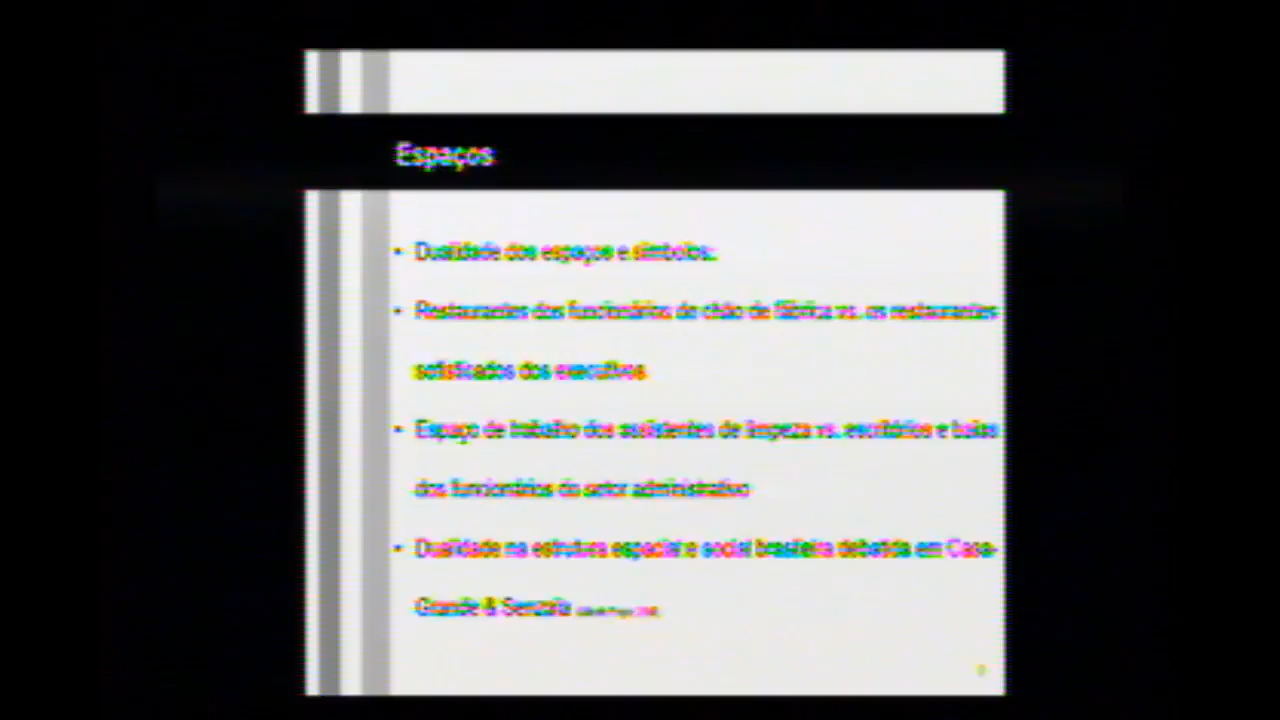 Espaços
• Dualidade dos espaços e símbolos.
• Restaurantes dos funcionários de chão de fábrica vs. os restaurantes
sofisticados dos executivos.
• Espaço de trabalho dos assistentes de limpeza vs. escritórios e baias
dos funcionários do setor administrativo
• Dualidade na estrutura espacial e social brasileira debatida em Casa-
Grande & Senzala